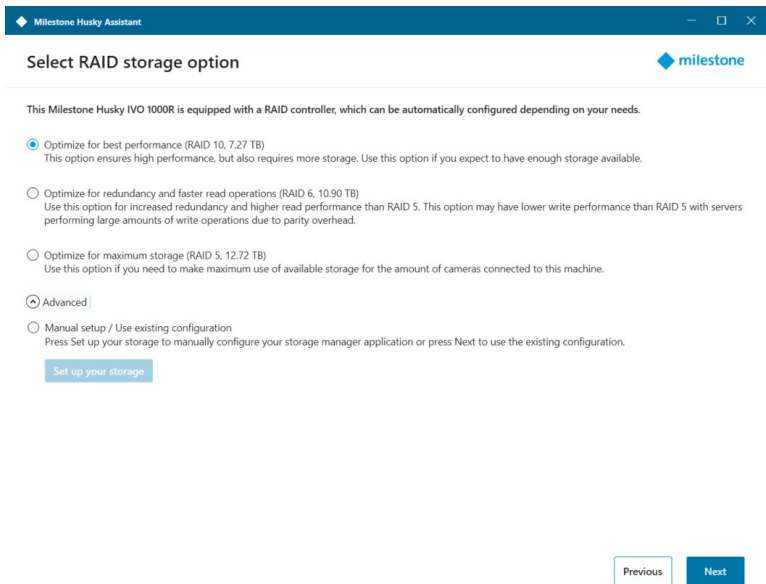 Milestone Husky Assistant
Select RAID storage option
milestone
This Milestone Husky IVO 1000R is equipped with a RAID controller, which can be automatically configured depending on your needs.
Optimize for best performance (RAID 10, 7.27 TB)
This option ensures high performance, but also requires more storage. Use this option if you expect to have enough storage available.
Optimize for redundancy and faster read operations (RAID 6, 10.90 TB)
Use this option for increased redundancy and higher read performance than RAID 5. This option may have lower write performance than RAID 5 with servers
performing large amounts of write operations due to parity overhead.
Optimize for maximum storage (RAID 5, 12.72 TB)
Use this option if you need to make maximum use of available storage for the amount of cameras connected to this machine.
Advanced
Manual setup / Use existing configuration
Press Set up your storage to manually configure your storage manager application or press Next to use the existing configuration.
Set up your storage
Previous Next